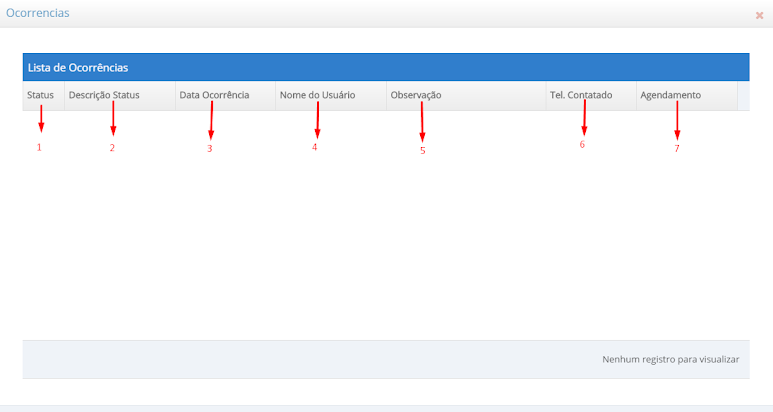 Ocorrencias
Lista de Ocorrências
Status Descrição Status Data Ocorrência Nome do Usuário Observação Tel. Contatado Agendamento
1 2 3 4 5 6 7
Nenhum registro para visualizar